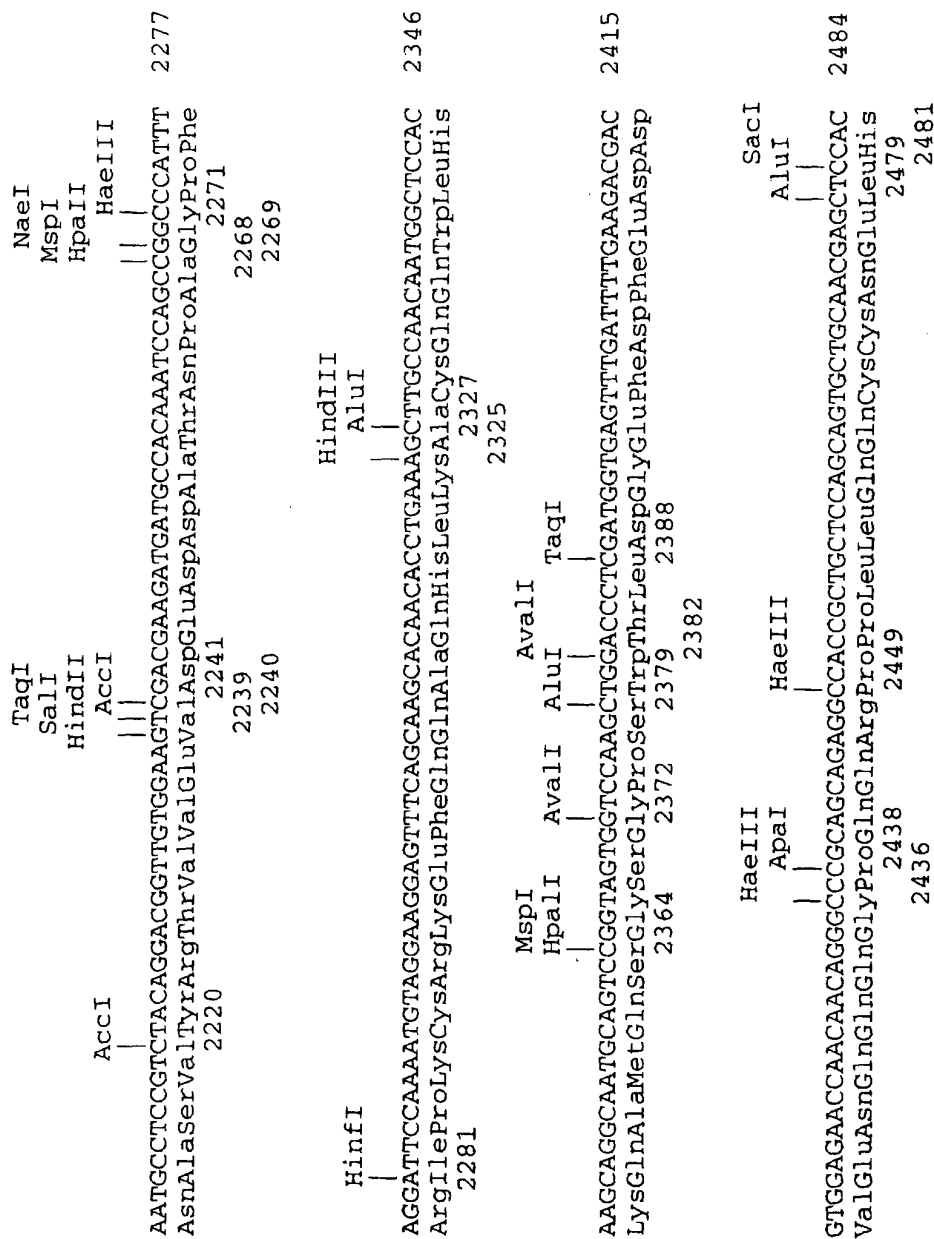 NaeI
TaqI MspI
SalI HpaII
HindII
AccI AccI HaeIII
AATGCCTCCGTCTACAGGACGGTTGTGGAAGTCGACGAAGATGATGCCACAAATCCAGCCGGCCCATTT 2277
AsnAlaSerValTyrArgThrValValGluValAspGluAspAspAlaThrAsnProAlaGlyProPhe
2220 2241 2271
2239 2268
2240 2269
HindIII
HinfI AluI
AGGATTCCAAAATGTAGGAAGGAGTTTCAGCAAGCACAACACCTGAAAGCTTGCCAACAATGGCTCCAC 2346
ArgIleProLysCysArgLysGluPheGlnGlnAlaGlnHisLeuLysAlaCysGlnGlnTrpLeuHis
2281 2327
2325
MspI AvaII
HpaII AvaII AluI TaqI
AAGCAGGCAATGCAGTCCGGTAGTGGTCCAAGCTGGACCCTCGATGGTGAGTTTGATTTTGAAGACGAC 2415
LysGlnAlaMetGlnSerGlySerGlyProSerTrpThrLeuAspGlyGluPheAspPheGluAspAsp
2364 2372 2379 2388
2382
HaeIII SacI
ApaI HaeIII AluI
GTGGAGAACCAACAACAGGGCCCGCAGCAGAGGCCACCGCTGCTCCAGCAGTGCTGCAACGAGCTCCAC 2484
ValGluAsnGlnGlnGlnGlyProGlnGlnArgProProLeuLeuGlnGlnCysCysAsnGluLeuHis
2438 2449 2479
2436 2481